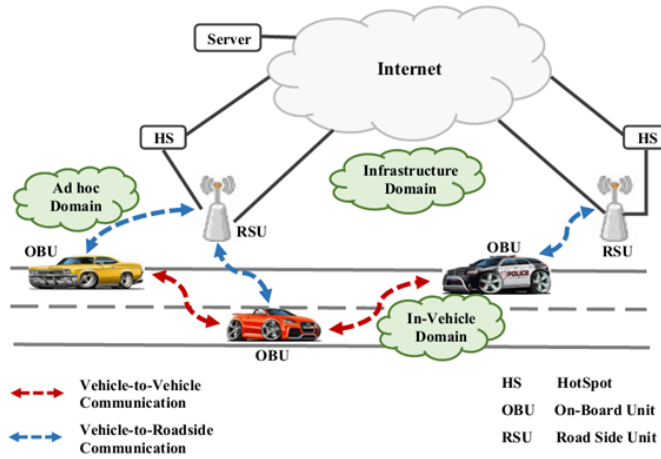 Server
Internet
HS
HS
Ad hoc
Domain
Infrastructure
Domain
OBU
RSU
OBU
RSU
POLICE
In-Vehicle
Domain
OBU
Vehicle-to-Vehicle
Communication
Vehicle-to-Roadside
Communication
HS HotSpot
OBU On-Board Unit
RSU Road Side Unit